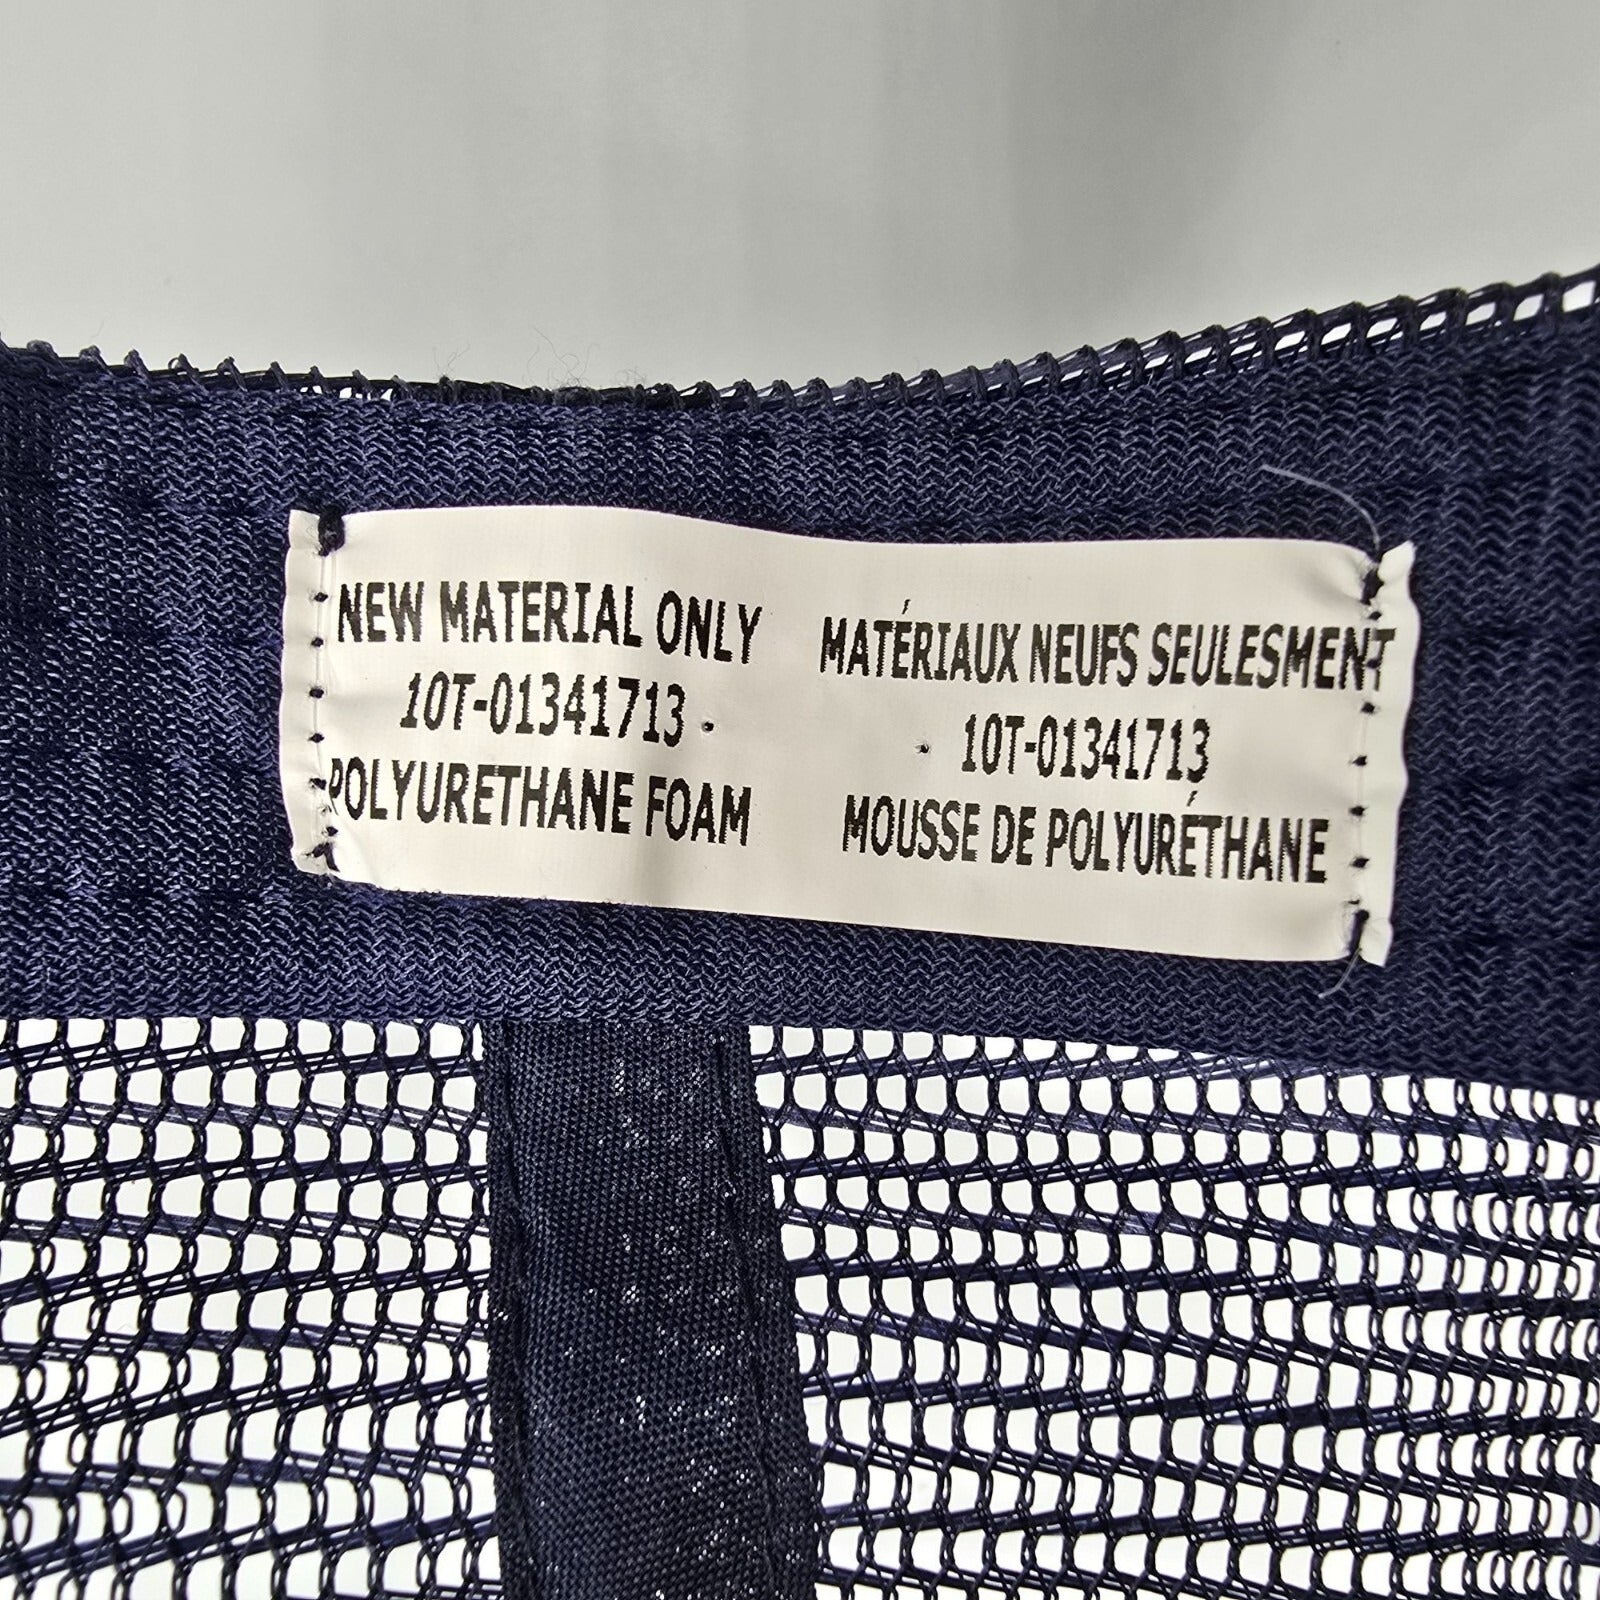 NEW MATERIAL ONLY
10T-01341713
POLYURETHANE FOAM
MATÉRIAUX NEUFS SEULESMENT
10T-01341713
MOUSSE DE POLYURÉTHANE